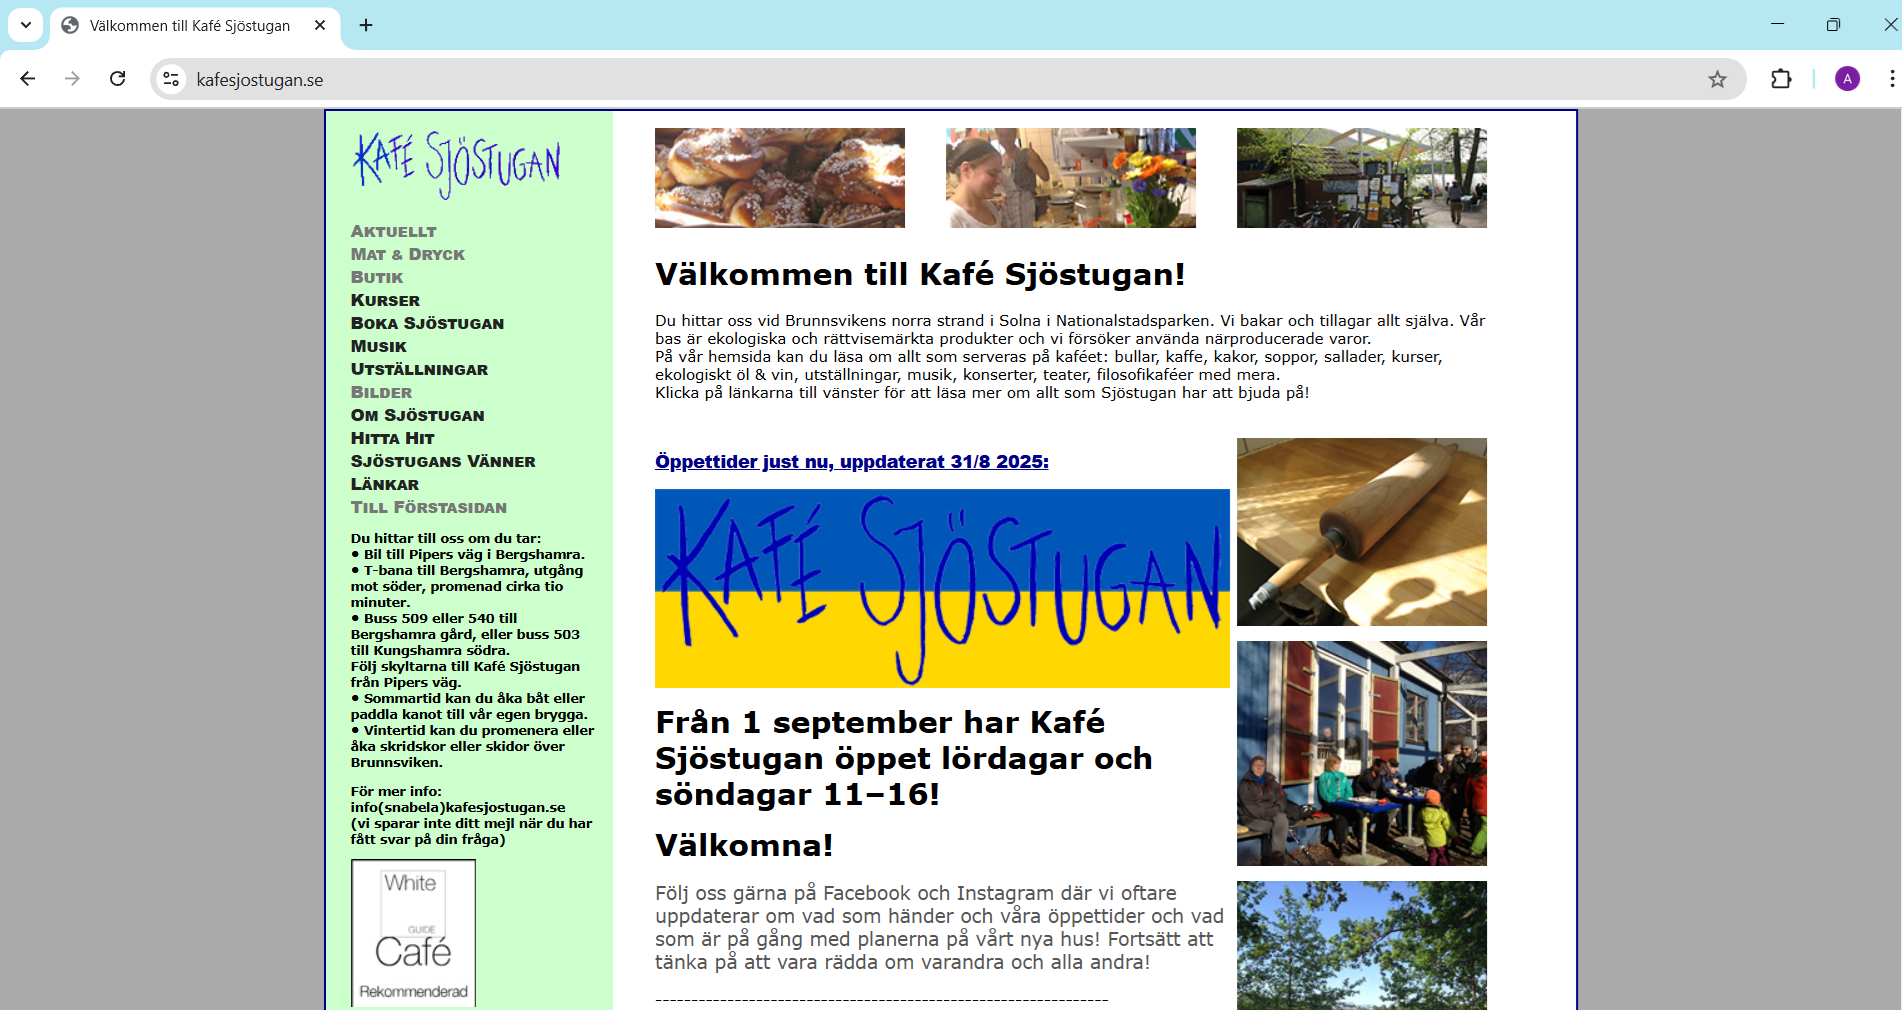 Välkommen till Kafé Sjöstugan
kafesjostugan.se
A
KAFÉ SJÖSTUGAN
AKTUELLT
MAT & DRYCK
BUTIK
KURSER
BOKA SJÖSTUGAN
MUSIK
UTSTÄLLNINGAR
BILDER
OM SJÖSTUGAN
HITTA HIT
SJÖSTUGANS VÄNNER
LÄNKAR
TILL FÖRSTASIDAN
Du hittar till oss om du tar:
• Bil till Pipers väg i Bergshamra.
• T-bana till Bergshamra, utgång
mot söder, promenad cirka tio
minuter.
• Buss 509 eller 540 till
Bergshamra gård, eller buss 503
till Kungshamra södra.
Följ skyltarna till Kafé Sjöstugan
från Pipers väg.
• Sommartid kan du åka båt eller
paddla kanot till vår egen brygga.
• Vintertid kan du promenera eller
åka skridskor eller skidor över
Brunnsviken.
För mer info:
info(snabela)kafesjostugan.se
(vi sparar inte ditt mejl när du har
fått svar på din fråga)
White
GUIDE
Café
Rekommenderad
Välkommen till Kafé Sjöstugan!
Du hittar oss vid Brunnsvikens norra strand i Solna i Nationalstadsparken. Vi bakar och tillagar allt själva. Vår
bas är ekologiska och rättvisemärkta produkter och vi försöker använda närproducerade varor.
På vår hemsida kan du läsa om allt som serveras på kaféet: bullar, kaffe, kakor, soppor, sallader, kurser,
ekologiskt öl & vin, utställningar, musik, konserter, teater, filosofikaféer med mera.
Klicka på länkarna till vänster för att läsa mer om allt som Sjöstugan har att bjuda på!
Öppettider just nu, uppdaterat 31/8 2025:
KAFÉ SJÖSTUGAN
Från 1 september har Kafé
Sjöstugan öppet lördagar och
söndagar 11–16!
Välkomna!
Följ oss gärna på Facebook och Instagram där vi oftare
uppdaterar om vad som händer och våra öppettider och vad
som är på gång med planerna på vårt nya hus! Fortsätt att
tänka på att vara rädda om varandra och alla andra!
----------------------------------------------------------------